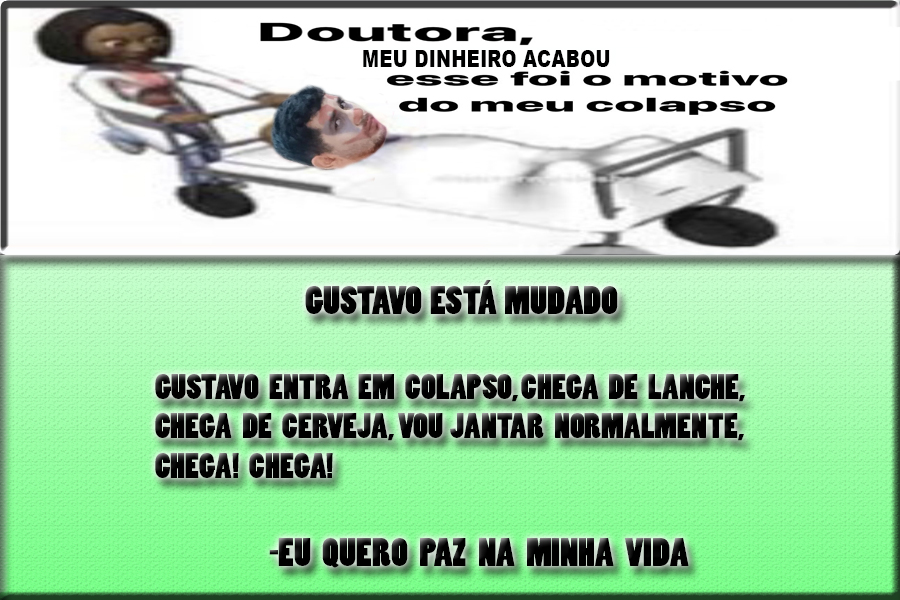 Doutora,
MEU DINHEIRO ACABOU
esse foi o motivo
do meu colapso
GUSTAVO ESTÁ MUDADO
GUSTAVO ENTRA EM COLAPSO, CHEGA DE LANCHE,
CHEGA DE CERVEJA, VOU JANTAR NORMALMENTE,
CHEGA! CHEGA!
-EU QUERO PAZ NA MINHA VIDA